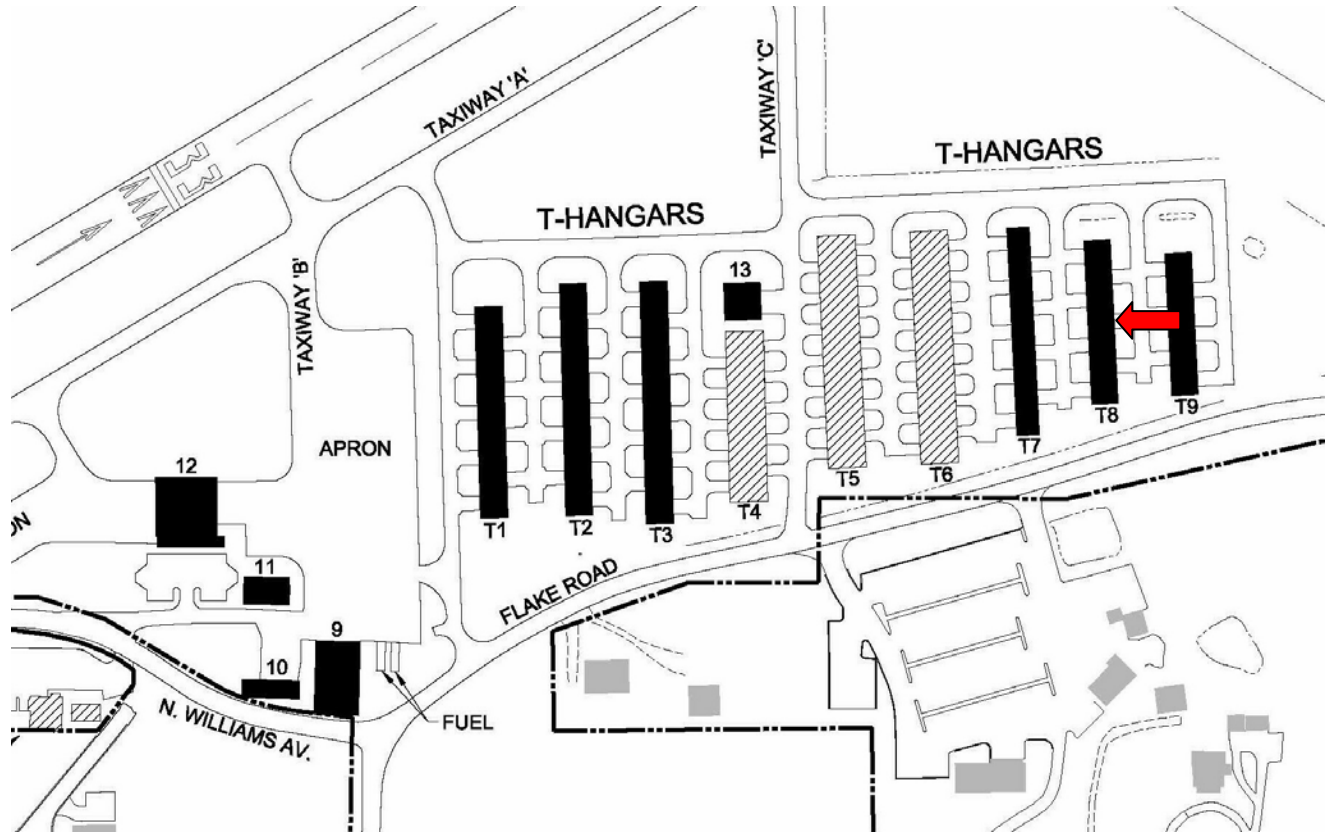 TAXIWAY 'A'
TAXIWAY 'C'
33
T-HANGARS
T-HANGARS
TAXIWAY 'B'
13
APRON
12
T1
T2
T3
T4
T5
T6
T7
T8
T9
ON
11
FLAKE ROAD
9
10
N. WILLIAMS AV.
FUEL